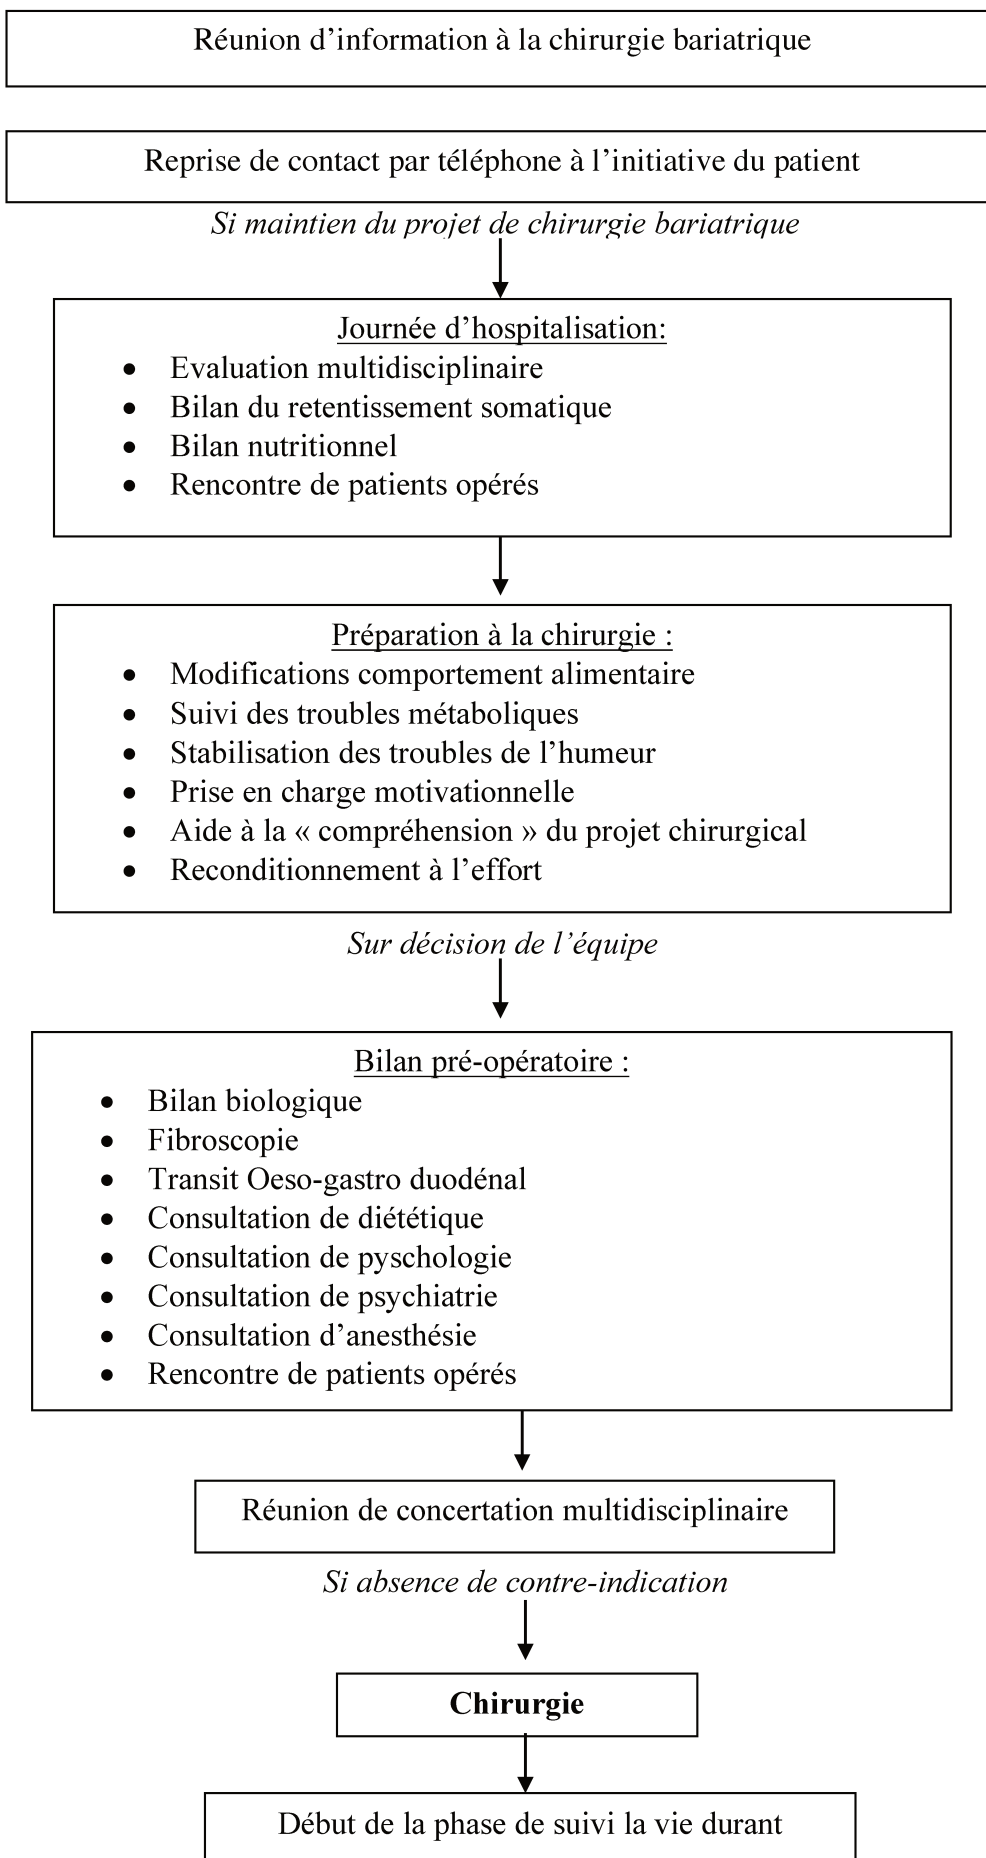 Réunion d’information à la chirurgie bariatrique
Reprise de contact par téléphone à l’initiative du patient
Si maintien du projet de chirurgie bariatrique
Journée d’hospitalisation:
• Evaluation multidisciplinaire
• Bilan du retentissement somatique
• Bilan nutritionnel
• Rencontre de patients opérés
Préparation à la chirurgie :
• Modifications comportement alimentaire
• Suivi des troubles métaboliques
• Stabilisation des troubles de l’humeur
• Prise en charge motivationnelle
• Aide à la « compréhension » du projet chirurgical
• Reconditionnement à l’effort
Sur décision de l’équipe
Bilan pré-opératoire :
• Bilan biologique
• Fibroscopie
• Transit Oeso-gastro duodénal
• Consultation de diététique
• Consultation de pyschologie
• Consultation de psychiatrie
• Consultation d’anesthésie
• Rencontre de patients opérés
Réunion de concertation multidisciplinaire
Si absence de contre-indication
Chirurgie
Début de la phase de suivi la vie durant